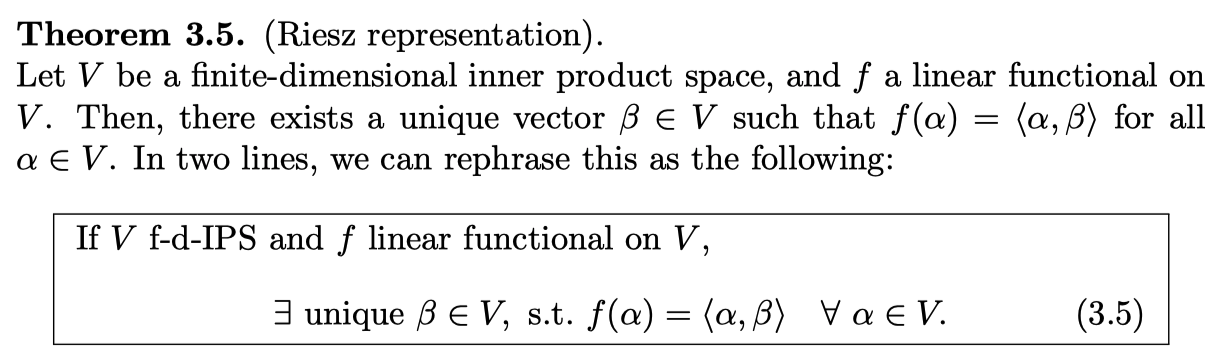 Theorem 3.5. (Riesz representation).
Let V be a finite-dimensional inner product space, and f a linear functional on
V. Then, there exists a unique vector β ∈ V such that f(α) = ⟨α, β⟩ for all
α ∈ V. In two lines, we can rephrase this as the following:
If V f-d-IPS and f linear functional on V,
∃ unique β ∈ V, s.t. f(α) = ⟨α, β⟩ ∀ α ∈ V. (3.5)